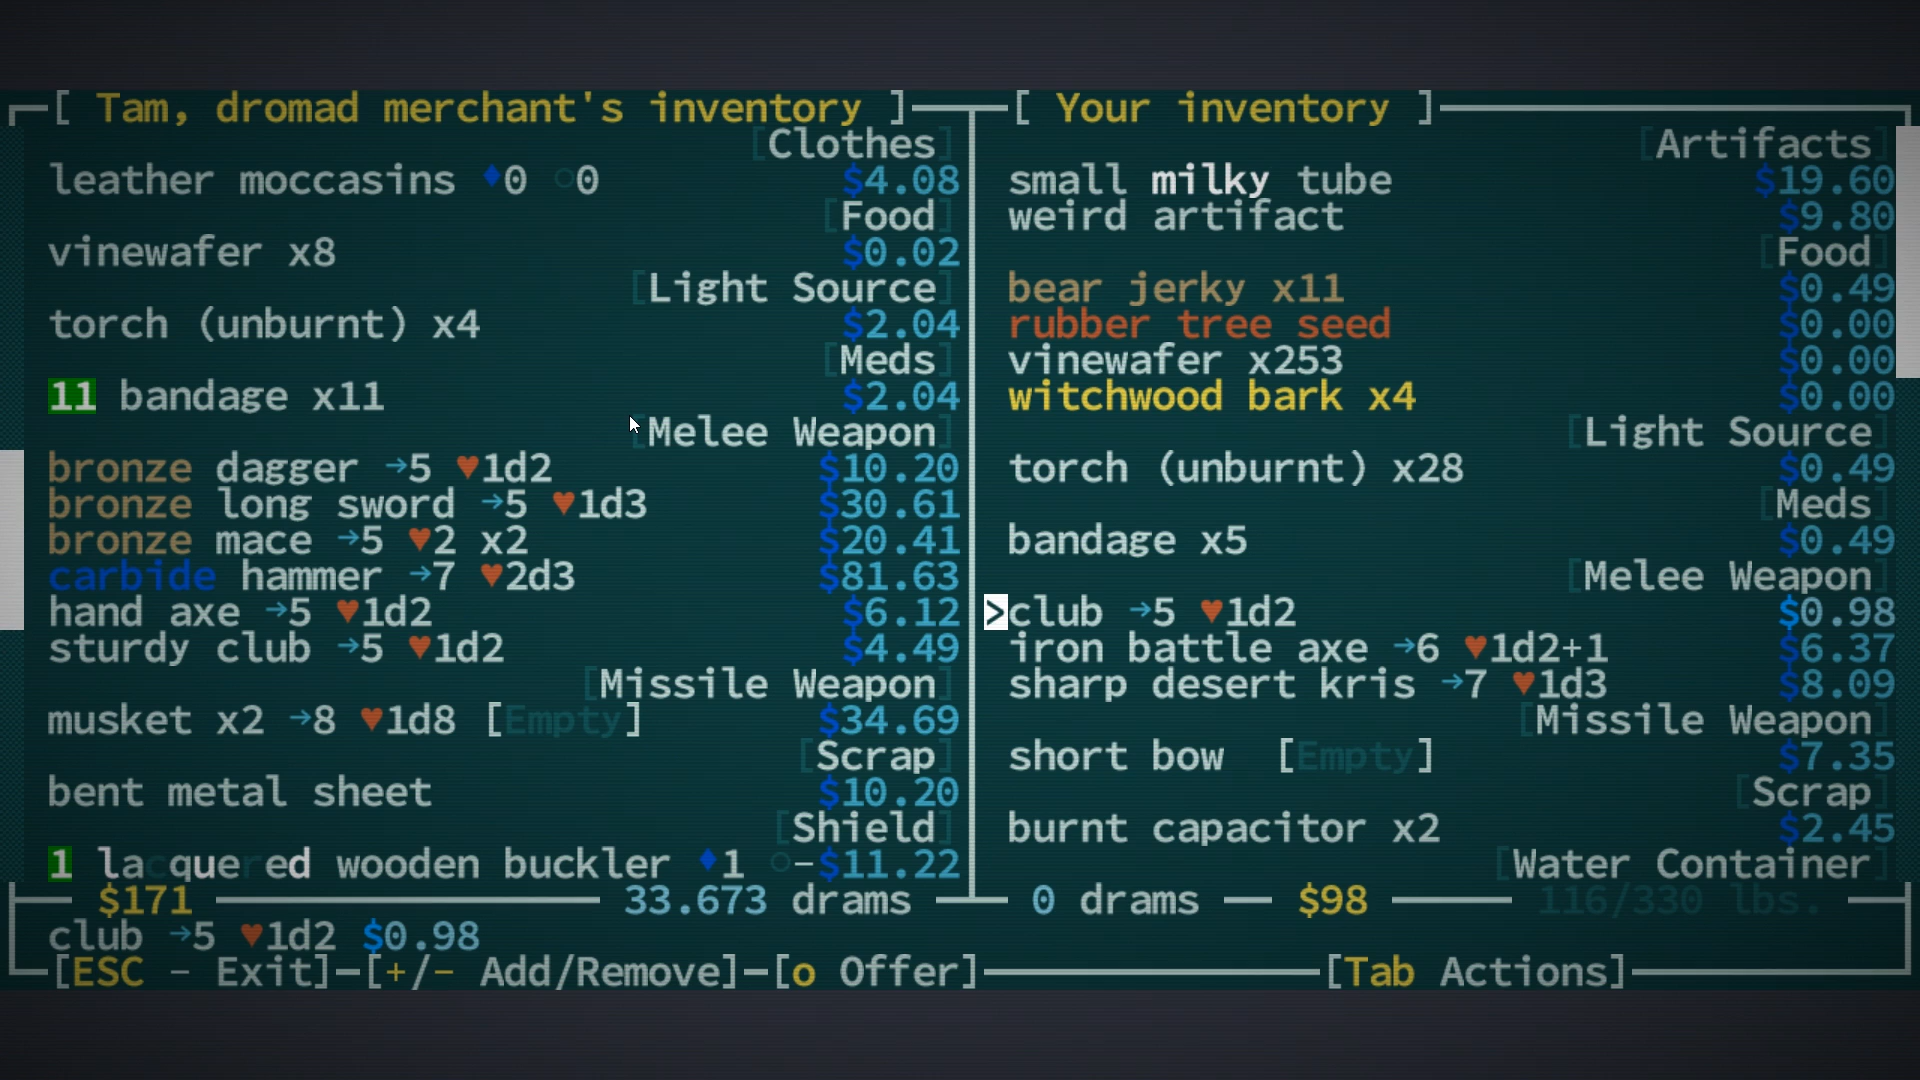 [ Tam, dromad merchant's inventory ]
[Clothes]
leather moccasins ♦0 ○0 $4.08
[Food]
vinewafer x8 $0.02
[Light Source]
torch (unburnt) x4 $2.04
[Meds]
11 bandage x11 $2.04
[Melee Weapon]
bronze dagger →5 ♥1d2 $10.20
bronze long sword →5 ♥1d3 $30.61
bronze mace →5 ♥2 x2 $20.41
carbide hammer →7 ♥2d3 $81.63
hand axe →5 ♥1d2 $6.12
sturdy club →5 ♥1d2 $4.49
[Missile Weapon]
musket x2 →8 ♥1d8 [Empty] $34.69
[Scrap]
bent metal sheet $10.20
[Shield]
1 lacquered wooden buckler ♦1 ○-$11.22
$171 33.673 drams
[ Your inventory ]
[Artifacts]
small milky tube $19.60
weird artifact $9.80
[Food]
bear jerky x11 $0.49
rubber tree seed $0.00
vinewafer x253 $0.00
witchwood bark x4 $0.00
[Light Source]
torch (unburnt) x28 $0.49
[Meds]
bandage x5 $0.49
[Melee Weapon]
>club →5 ♥1d2 $0.98
iron battle axe →6 ♥1d2+1 $6.37
sharp desert kris →7 ♥1d3 $8.09
[Missile Weapon]
short bow [Empty] $7.35
[Scrap]
burnt capacitor x2 $2.45
[Water Container]
0 drams $98 116/330 lbs.
club →5 ♥1d2 $0.98
[ESC - Exit] [+/- Add/Remove] [o Offer] [Tab Actions]